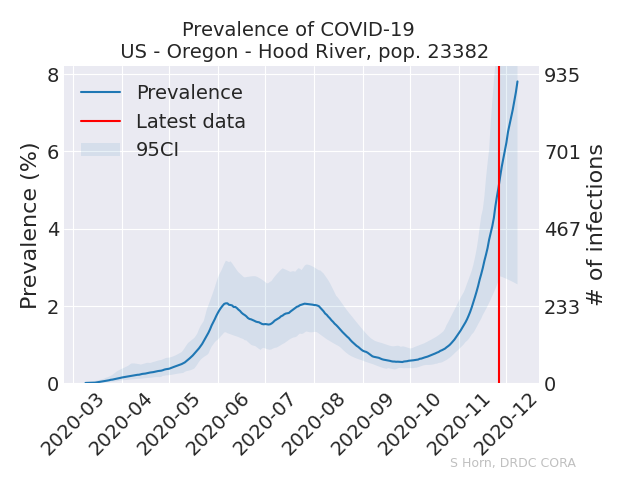 Prevalence of COVID-19
US - Oregon - Hood River, pop. 23382
Prevalence
Latest data
95CI
Prevalence (%)
8
6
4
2
0
935
701
467
233
0
# of infections
2020-03
2020-04
2020-05
2020-06
2020-07
2020-08
2020-09
2020-10
2020-11
2020-12
S Horn, DRDC CORA